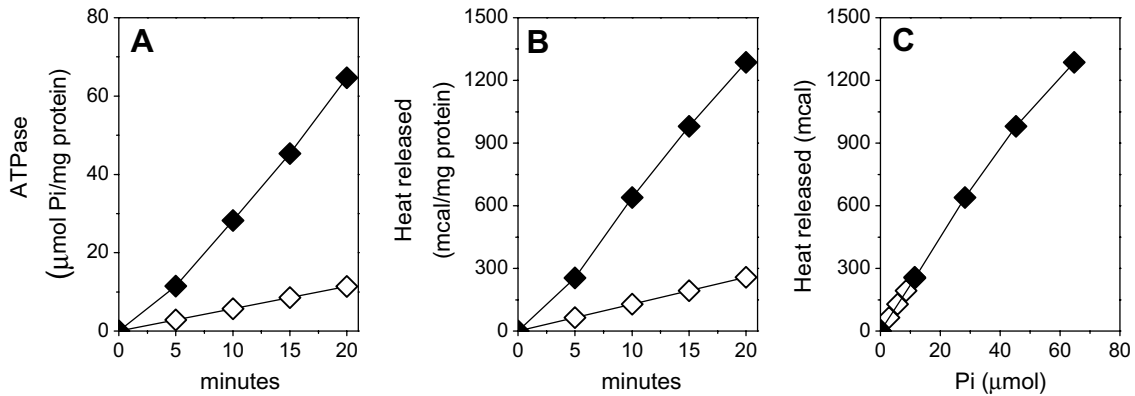 A
ATPase
(μmol Pi/mg protein)
80
60
40
20
0
0 5 10 15 20
minutes
B
Heat released
(mcal/mg protein)
1500
1200
900
600
300
0
0 5 10 15 20
minutes
C
Heat released (mcal)
1500
1200
900
600
300
0
0 20 40 60 80
Pi (μmol)